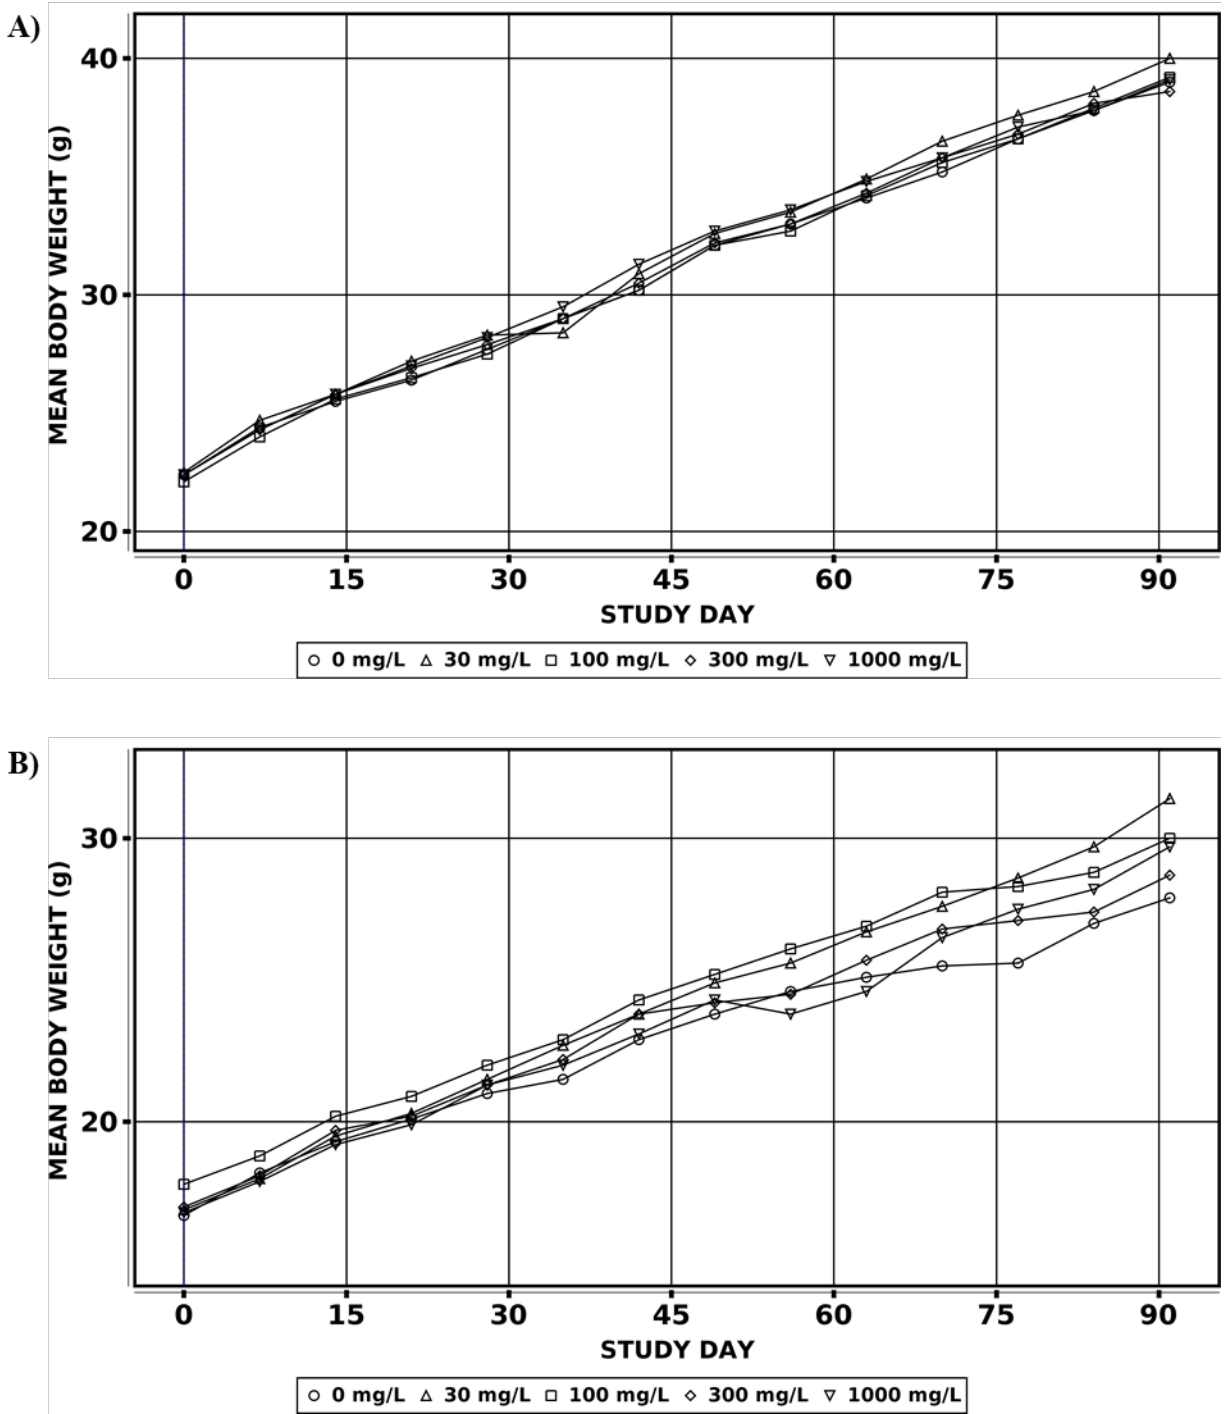 A)
MEAN BODY WEIGHT (g)
40
30
20
0 15 30 45 60 75 90
STUDY DAY
0 mg/L 30 mg/L 100 mg/L 300 mg/L 1000 mg/L
B)
MEAN BODY WEIGHT (g)
30
20
0 15 30 45 60 75 90
STUDY DAY
0 mg/L 30 mg/L 100 mg/L 300 mg/L 1000 mg/L